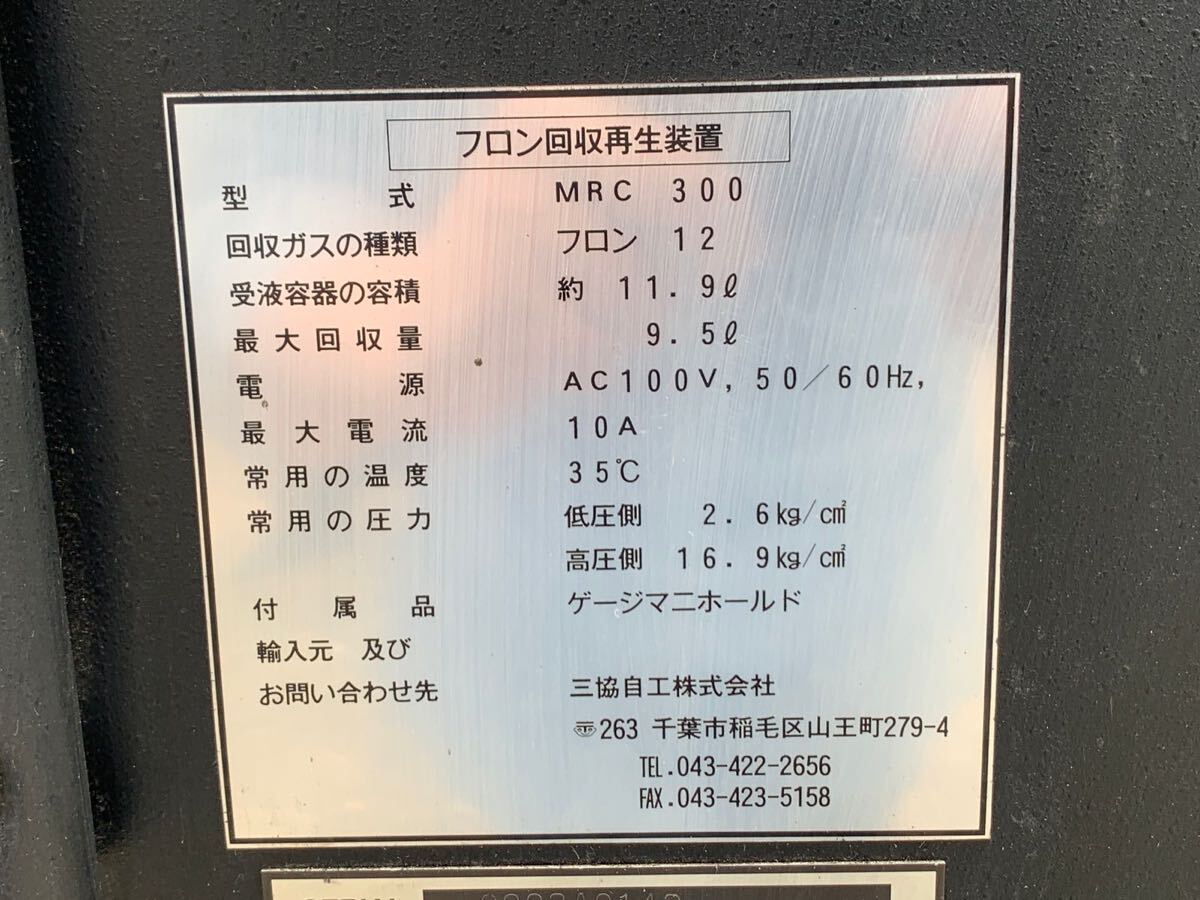 フロン回収再生装置
型式 MRC 300
回収ガスの種類 フロン 12
受液容器の容積 約 11.9ℓ
最大回収量 9.5ℓ
電源 AC100V, 50/60Hz,
最大電流 10A
常用の温度 35℃
常用の圧力 低圧側 2.6kg/c㎡
高圧側 16.9kg/c㎡
付属品 ゲージマニホールド
輸入元 及び
お問い合わせ先 三協自工株式会社
〠263 千葉市稲毛区山王町279-4
TEL.043-422-2656
FAX.043-423-5158